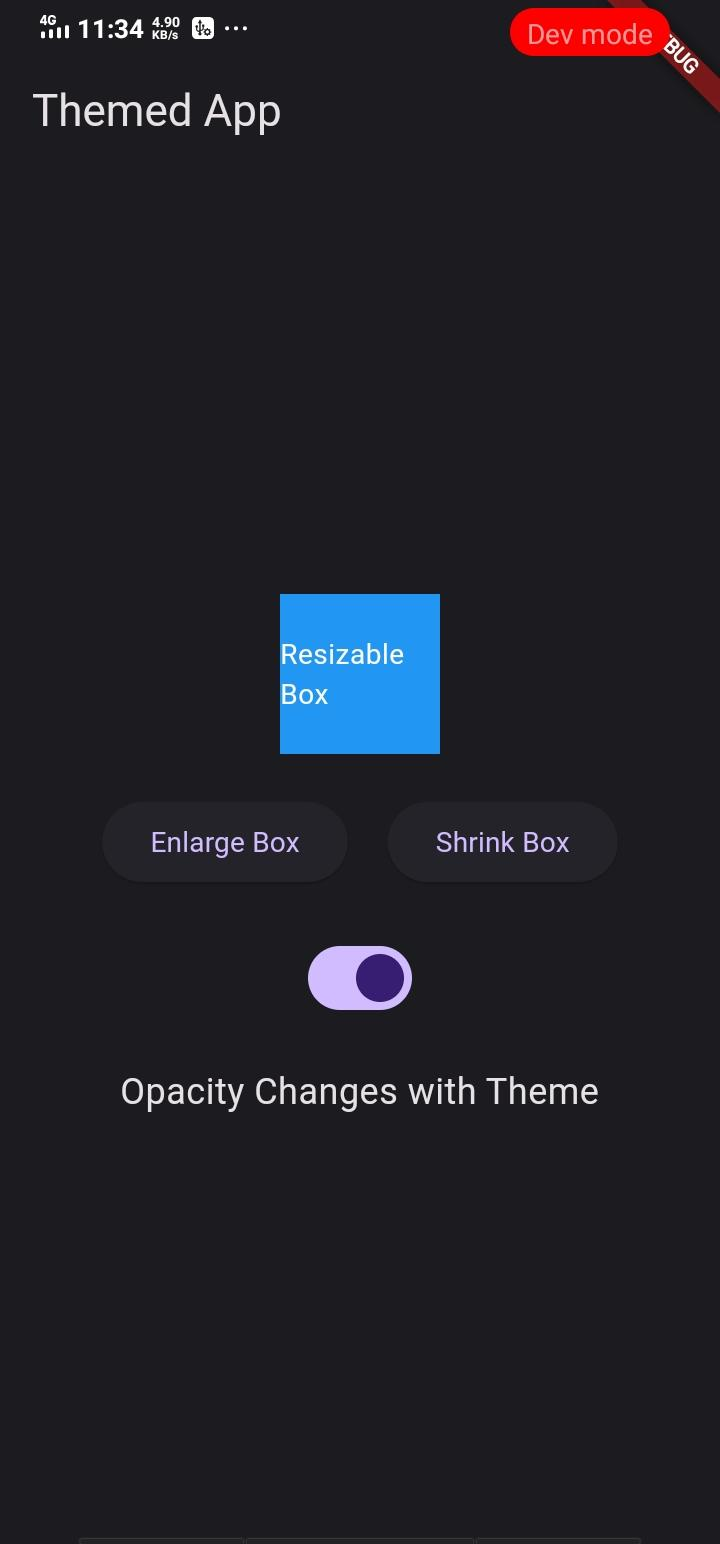 4G
11:34
4.90
KB/s
Dev mode
BUG
Themed App
Resizable
Box
Enlarge Box
Shrink Box
Opacity Changes with Theme